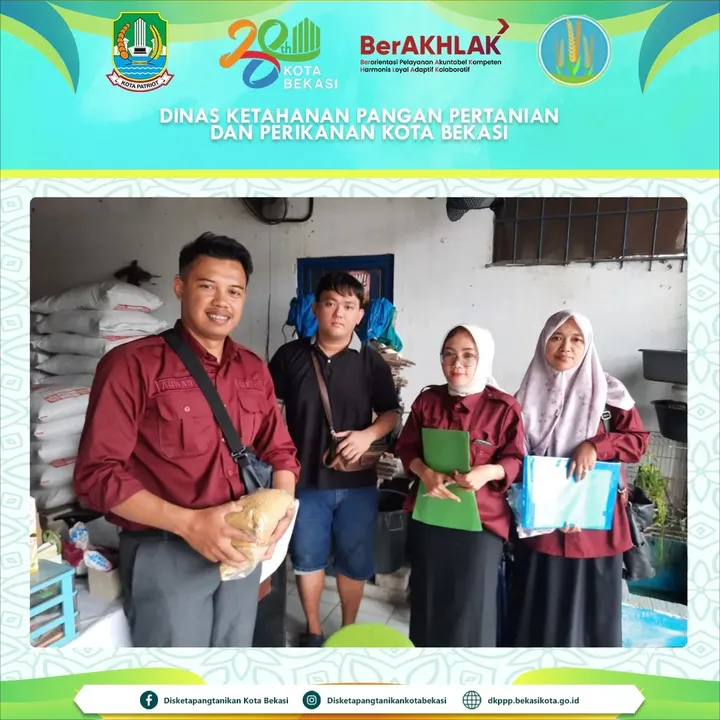 KOTA PATRIOT
28th
KOTA
BEKASI
BerAKHLAK
Berorientasi Pelayanan Akuntabel Kompeten
Harmonis Loyal Adaptif Kolaboratif
DINAS KETAHANAN PANGAN PERTANIAN
DAN PERIKANAN KOTA BEKASI
Disketapangtanikan Kota Bekasi
Disketapangtanikankotabekasi
dkppp.bekasikota.go.id